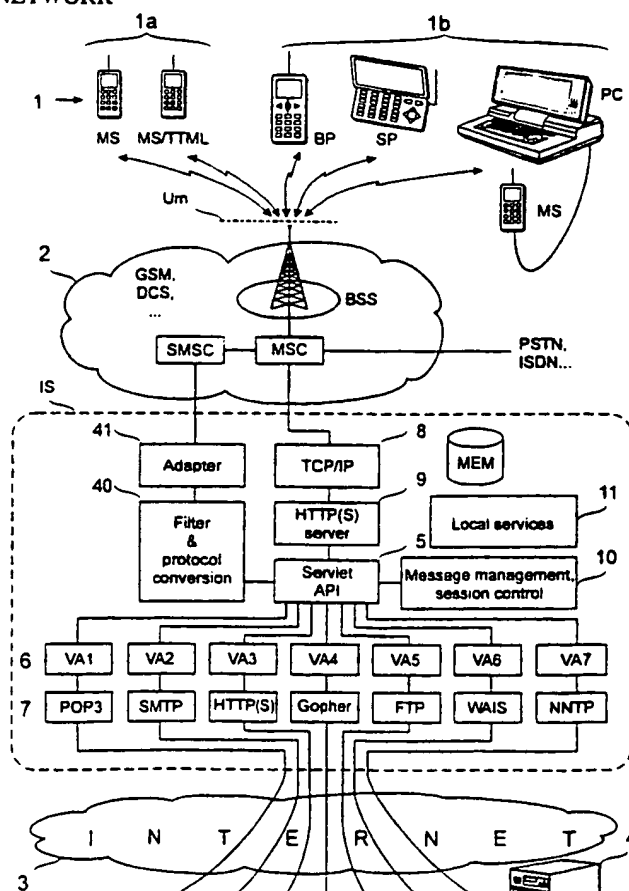 NETWORK
1a
1b
1
MS
MS/TTML
BP
SP
PC
MS
Um
2
GSM,
DCS,
...
BSS
SMSC
MSC
PSTN,
ISDN...
IS
41
Adapter
8
TCP/IP
MEM
40
Filter
&
protocol
conversion
9
HTTP(S)
server
11
Local services
5
Servlet
API
10
Message management,
session control
6
VA1
VA2
VA3
VA4
VA5
VA6
VA7
7
POP3
SMTP
HTTP(S)
Gopher
FTP
WAIS
NNTP
I N T E R N E T
3